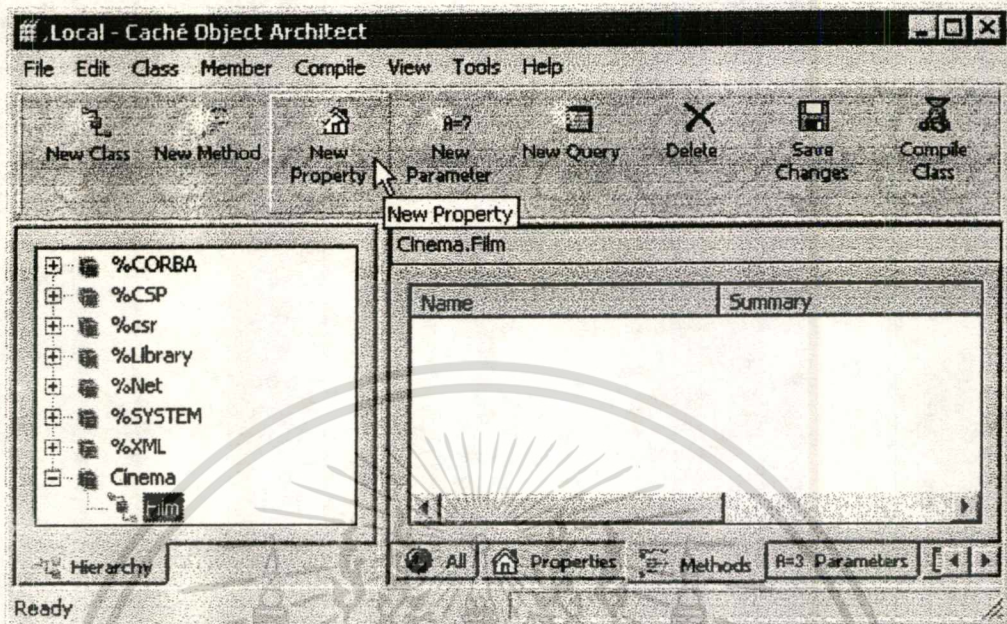 ,Local - Caché Object Architect
File Edit Class Member Compile View Tools Help
New Class
New Method
New Property
A=?
New Parameter
New Query
Delete
Save Changes
Compile Class
New Property
%CORBA
%CSP
%csr
%Library
%Net
%SYSTEM
%XML
Cinema
Film
Hierarchy
Cinema.Film
Name Summary
All Properties Methods A=3 Parameters
Ready